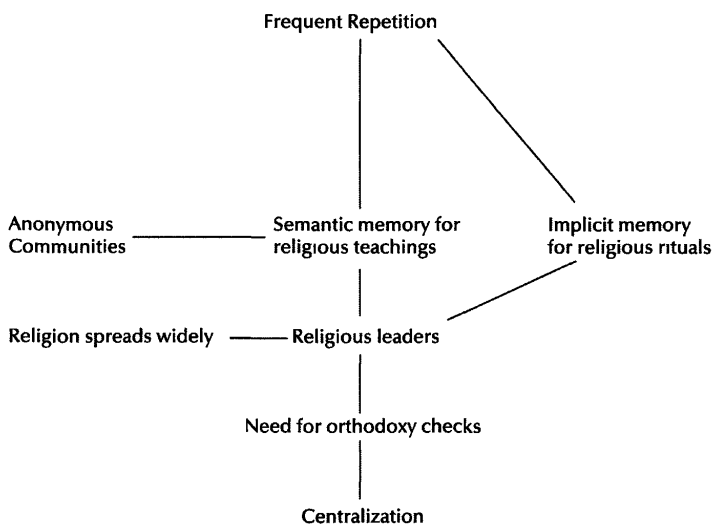 Frequent Repetition
Anonymous
Communities
Semantic memory for
religious teachings
Implicit memory
for religious rituals
Religion spreads widely
Religious leaders
Need for orthodoxy checks
Centralization